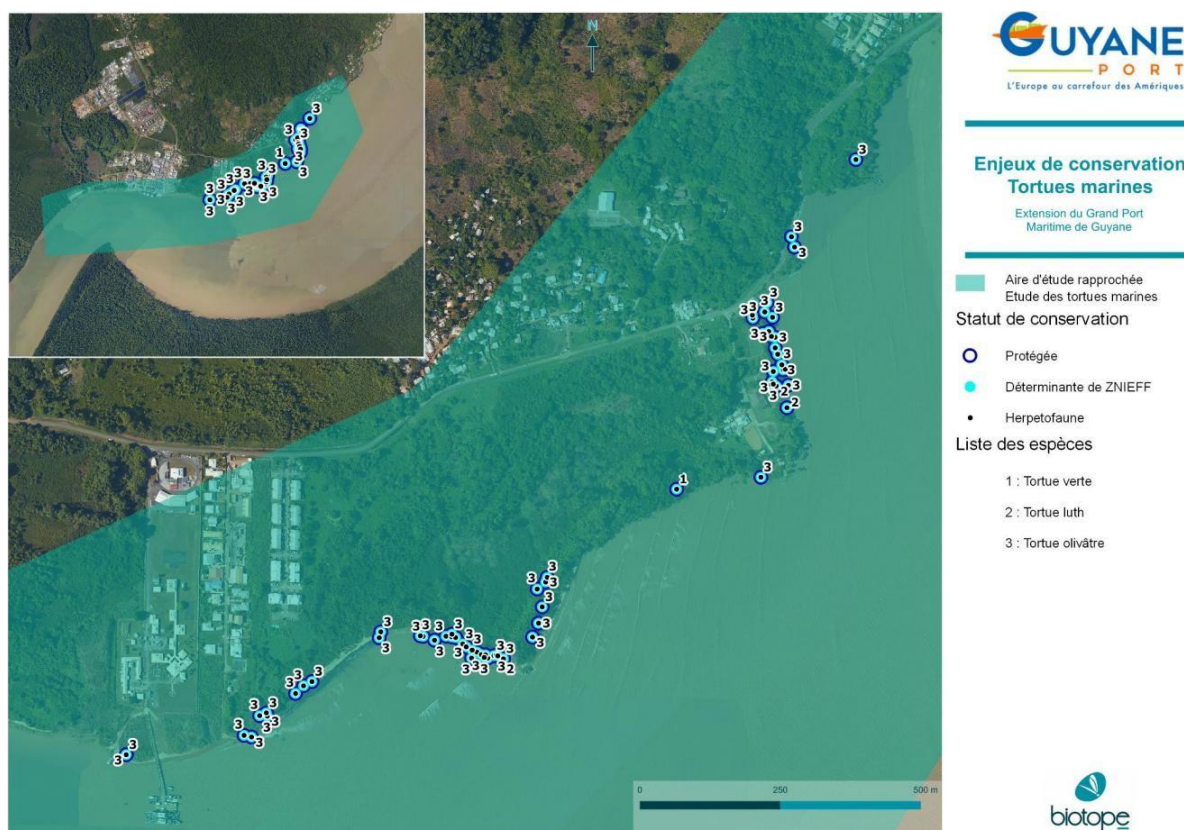 N
GUYANE
PORT
L'Europe au carrefour des Amériques
Enjeux de conservation
Tortues marines
Extension du Grand Port
Maritime de Guyane
Aire d'étude rapprochée
Etude des tortues marines
Statut de conservation
Protégée
Déterminante de ZNIEFF
Herpetofaune
Liste des espèces
1 : Tortue verte
2 : Tortue luth
3 : Tortue olivâtre
0 250 500 m
biotope